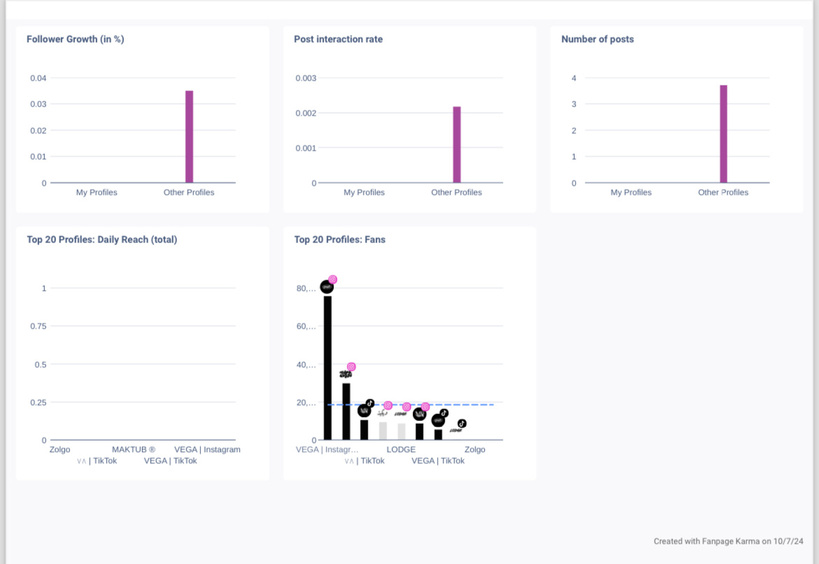 Follower Growth (in %)
0.04
0.03
0.02
0.01
0
My Profiles
Other Profiles
Post interaction rate
0.003
0.002
0.001
0
My Profiles
Other Profiles
Number of posts
4
3
2
1
0
My Profiles
Other Profiles
Top 20 Profiles: Daily Reach (total)
1
0.75
0.5
0.25
0
Zolgo
MAKTUB ®
VEGA | Instagram
| TikTok
VEGA | TikTok
Top 20 Profiles: Fans
80,...
60,...
40,...
20,...
0
VEGA | Instagr...
LODGE
Zolgo
| TikTok
VEGA | TikTok
Created with Fanpage Karma on 10/7/24